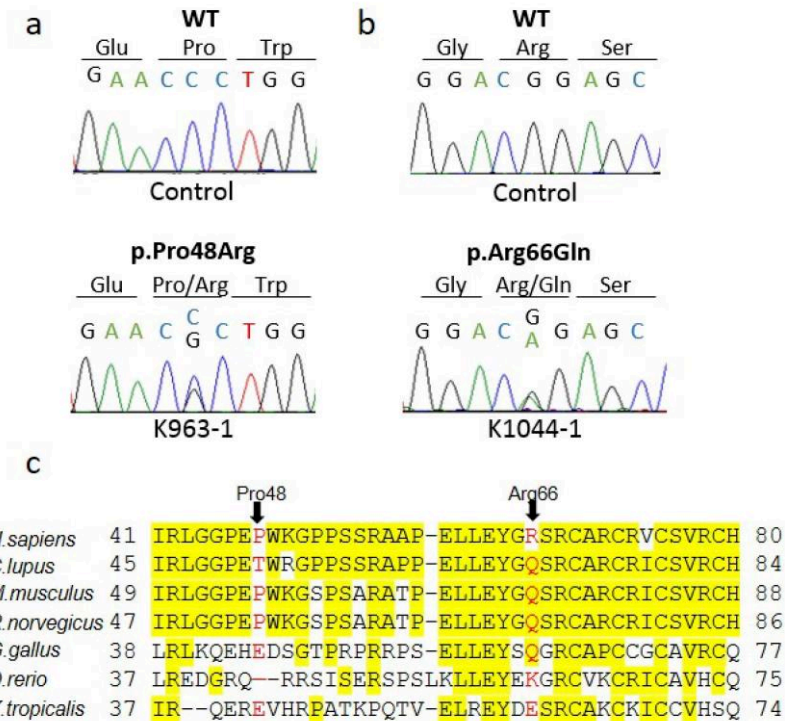 a
WT
Glu Pro Trp
G A A C C C T G G
Control
p.Pro48Arg
Glu Pro/Arg Trp
G A A C C G C T G G
K963-1
b
WT
Gly Arg Ser
G G A C G G A G C
Control
p.Arg66Gln
Gly Arg/Gln Ser
G G A C G A G A G C
K1044-1
c
Pro48 Arg66
.sapiens 41 IRLGGPEPWKGPPSSRAAP-ELLEYGRSRCARCRVCSVRCH 80
.lupus 45 IRLGGPETWRGPPSSRAPP-ELLEYGQSRCARCRICSVRCH 84
.musculus 49 IRLGGPEPWKGSPSARATP-ELLEYGQSRCARCRICSVRCH 88
.norvegicus 47 IRLGGPEPWKGSPSARATP-ELLEYGQSRCARCRICSVRCH 86
.gallus 38 LRLKQEHEDSGTRPRRPS-ELLEYSQGRCAPCCGCAVRCQ 77
.rerio 37 LREDGRQ--RRSISERSPSLKLLEYEKGRCVKCRICAVHCQ 75
.tropicalis 37 IR--QEREVHRPATKPQTV-ELREYDESRCAKCKICCVHSQ 74